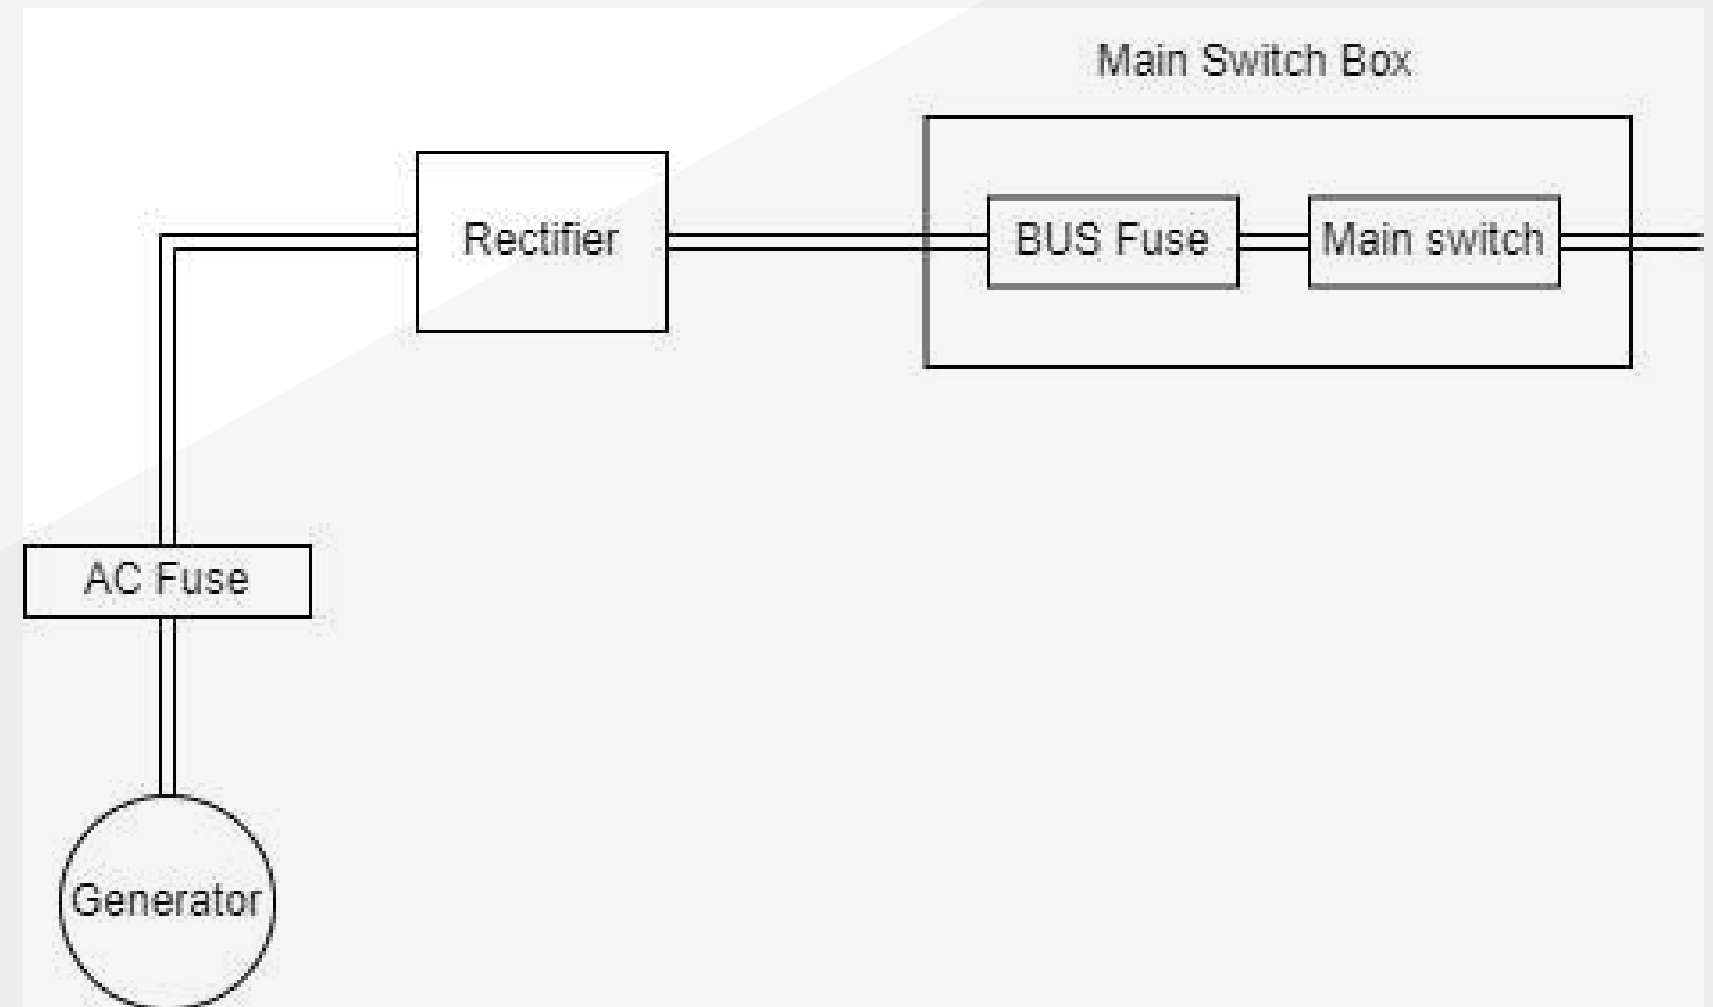 Main Switch Box
Rectifier
BUS Fuse
Main switch
AC Fuse
Generator